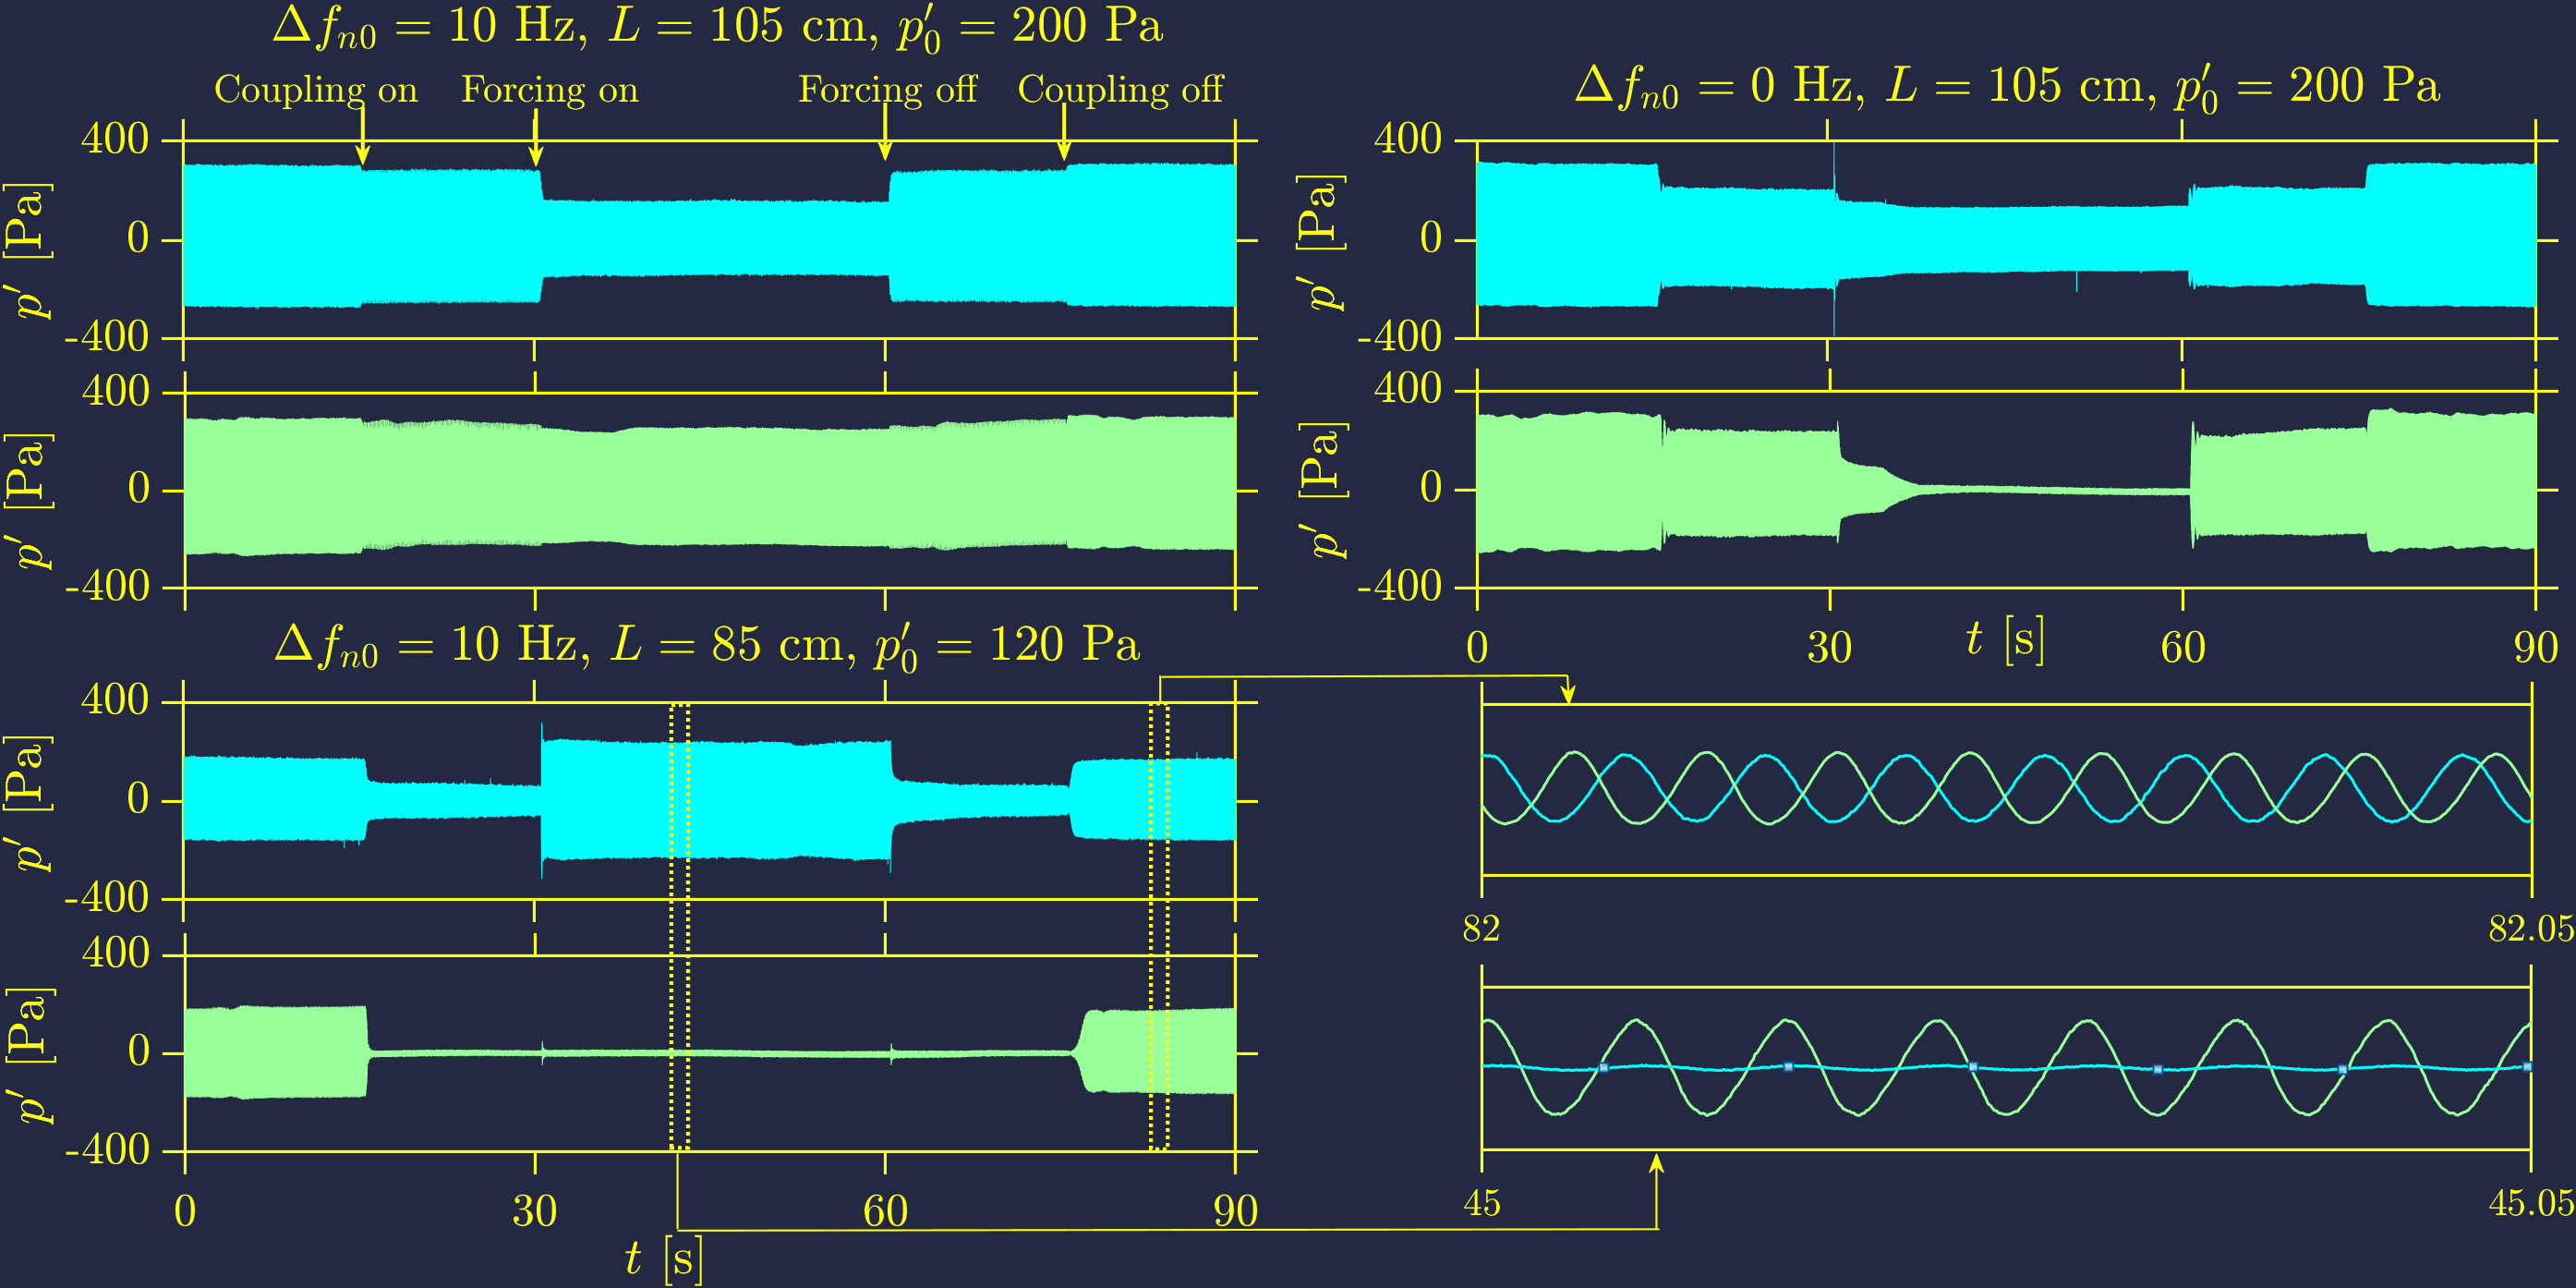 Δf_{n0} = 10 Hz, L = 105 cm, p′_0 = 200 Pa
Coupling on Forcing on Forcing off Coupling off
400
0
-400
p′ [Pa]
400
0
-400
p′ [Pa]
Δf_{n0} = 0 Hz, L = 105 cm, p′_0 = 200 Pa
400
0
-400
p′ [Pa]
400
0
-400
p′ [Pa]
0 30 60 90
t [s]
Δf_{n0} = 10 Hz, L = 85 cm, p′_0 = 120 Pa
400
0
-400
p′ [Pa]
400
0
-400
p′ [Pa]
0 30 60 90
t [s]
82 82.05
45 45.05